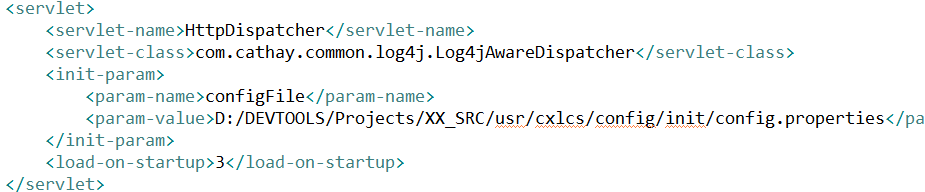 <servlet>
<servlet-name>HttpDispatcher</servlet-name>
<servlet-class>com.cathay.common.log4j.Log4jAwareDispatcher</servlet-class>
<init-param>
<param-name>configFile</param-name>
<param-value>D:/DEVTOOLS/Projects/XX_SRC/usr/cxlcs/config/init/config.properties</pa
</init-param>
<load-on-startup>3</load-on-startup>
</servlet>